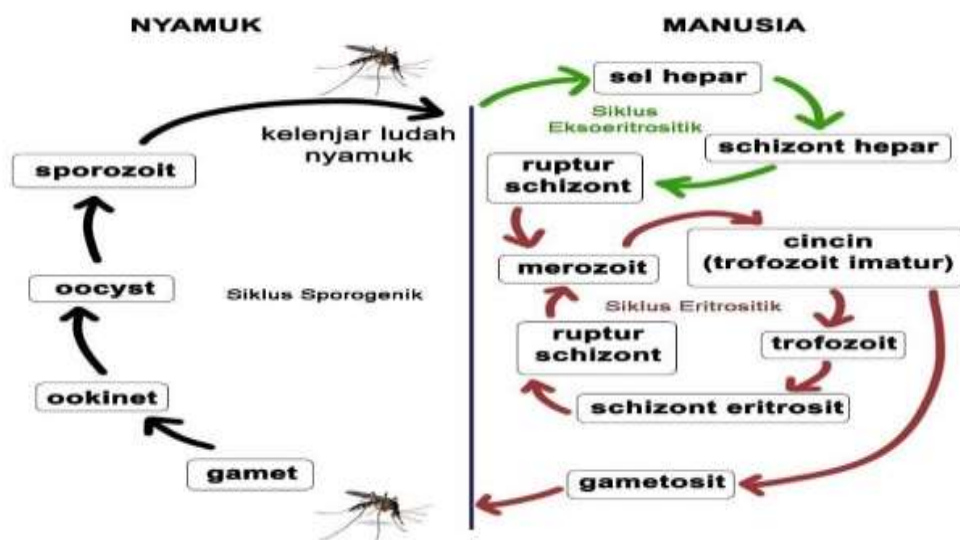 NYAMUK
kelenjar ludah
nyamuk
sporozoit
oocyst
Siklus Sporogenik
ookinet
gamet
MANUSIA
sel hepar
Siklus
Eksoeritrositik
schizont hepar
ruptur
schizont
merozoit
cincin
(trofozoit imatur)
Siklus Eritrositik
ruptur
schizont
trofozoit
schizont eritrosit
gametosit